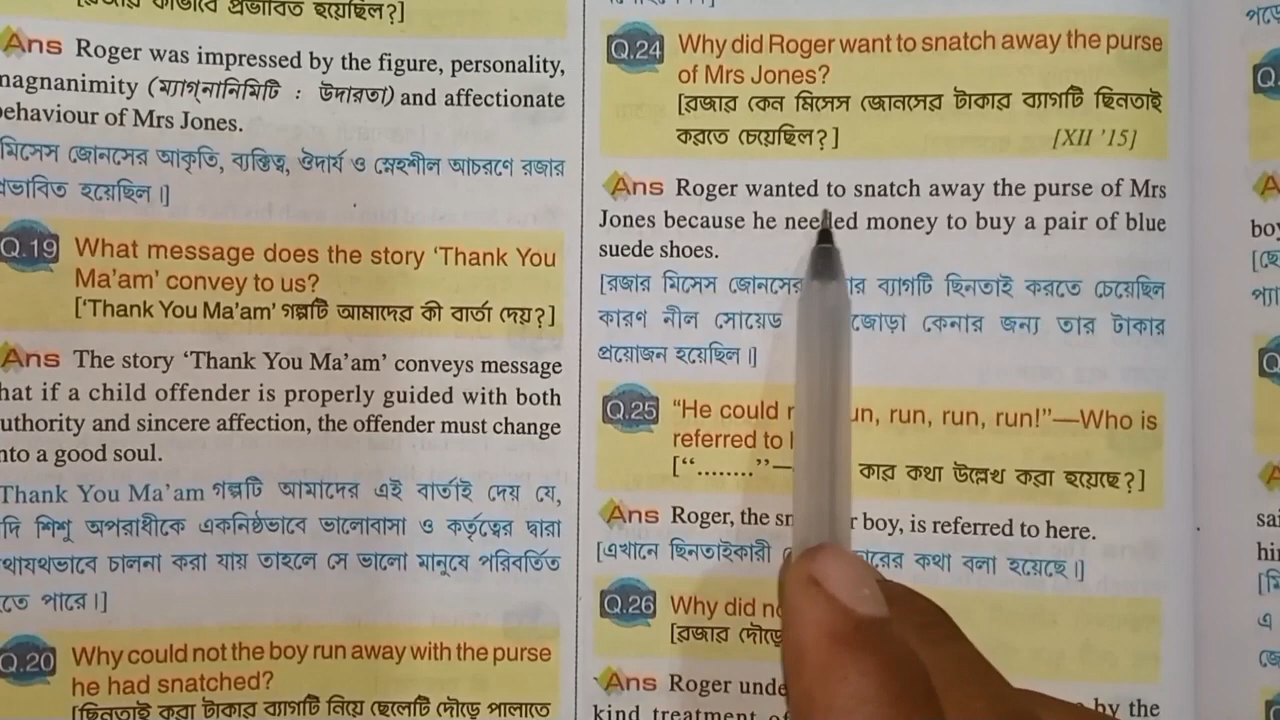 প্রভাবিত হয়েছিল?]
Ans Roger was impressed by the figure, personality,
magnanimity (ম্যাগ্‌নানিমিটি : উদারতা) and affectionate
ehaviour of Mrs Jones.
মিসেস জোনসের আকৃতি, ব্যক্তিত্ব, ঔদার্য ও স্নেহশীল আচরণে রজার
প্রভাবিত হয়েছিল।]
Q.19 What message does the story ‘Thank You
Ma’am’ convey to us?
[‘Thank You Ma’am’ গল্পটি আমাদের কী বার্তা দেয়?]
Ans The story ‘Thank You Ma’am’ conveys message
hat if a child offender is properly guided with both
uthority and sincere affection, the offender must change
nto a good soul.
Thank You Ma’am গল্পটি আমাদের এই বার্তাই দেয় যে,
দি শিশু অপরাধীকে একনিষ্ঠভাবে ভালোবাসা ও কর্তৃত্বের দ্বারা
থাযথভাবে চালনা করা যায় তাহলে সে ভালো মানুষে পরিবর্তিত
তে পারে।]
Q.20 Why could not the boy run away with the purse
he had snatched?
[ছিনতাই করা টাকার ব্যাগটি নিয়ে ছেলেটি দৌড়ে পালাতে
Q.24 Why did Roger want to snatch away the purse
of Mrs Jones?
[রজার কেন মিসেস জোনসের টাকার ব্যাগটি ছিনতাই
করতে চেয়েছিল?] [XII ’15]
Ans Roger wanted to snatch away the purse of Mrs
Jones because he needed money to buy a pair of blue
suede shoes.
[রজার মিসেস জোনসের ব্যাগটি ছিনতাই করতে চেয়েছিল
কারণ নীল সোয়েড জোড়া কেনার জন্য তার টাকার
প্রয়োজন হয়েছিল।]
Q.25 “He could run, run, run, run!”—Who is
referred to
[“........”— কার কথা উল্লেখ করা হয়েছে?]
Ans Roger, the boy, is referred to here.
[এখানে ছিনতাইকারী কথা বলা হয়েছে।]
Q.26 Why did
[রজার দৌড়ে
Ans Roger
kind treatment by the